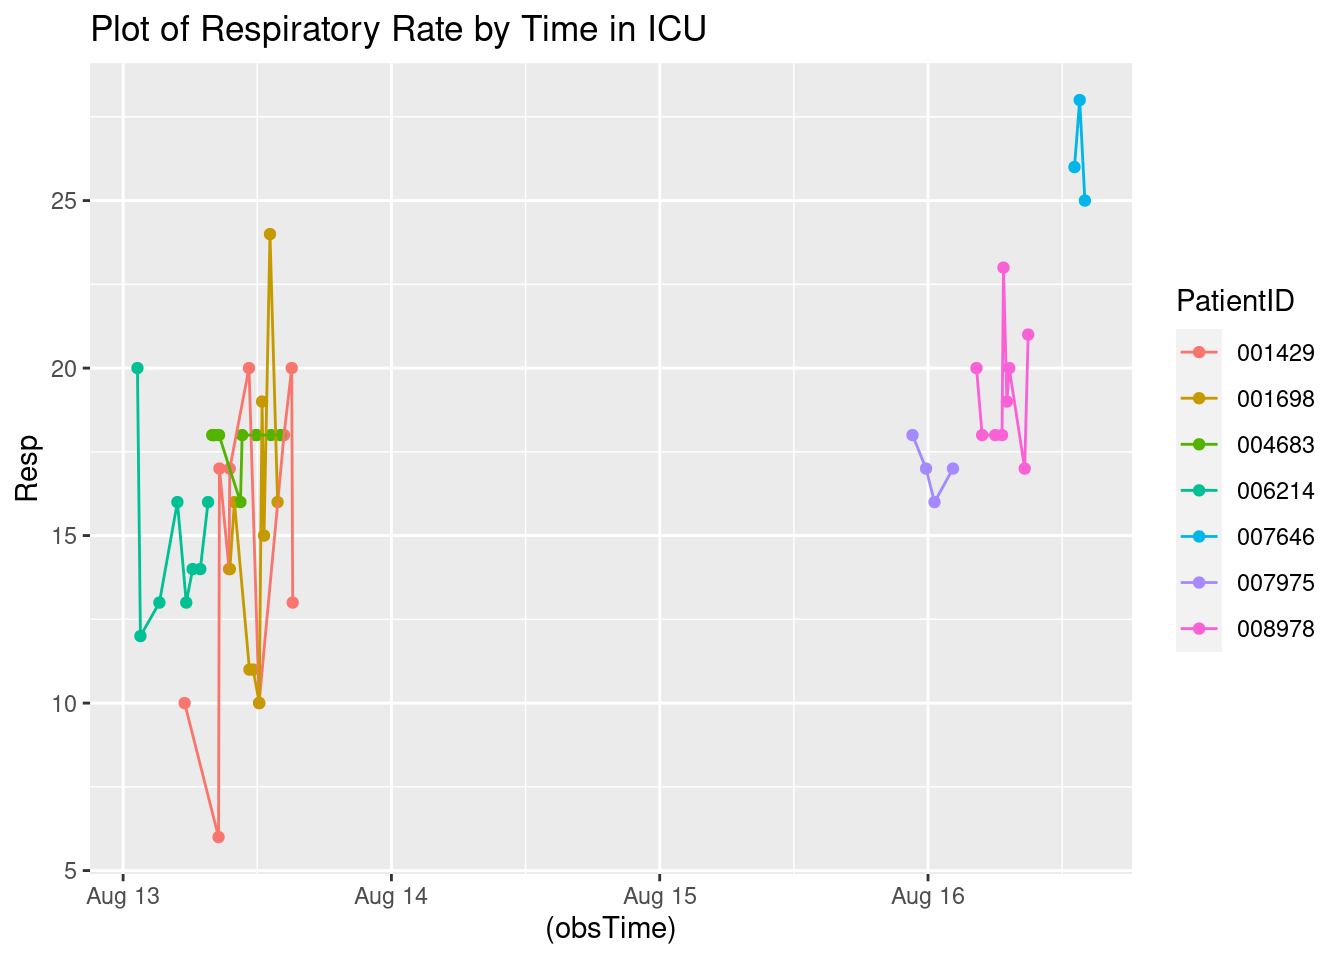 Plot of Respiratory Rate by Time in ICU
Resp
25
20
15
10
5
Aug 13 Aug 14 Aug 15 Aug 16
(obsTime)
PatientID
001429
001698
004683
006214
007646
007975
008978